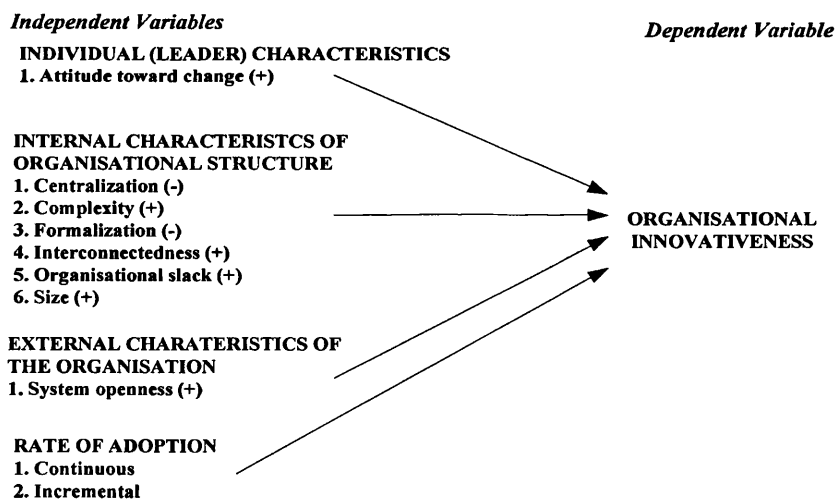 Independent Variables
Dependent Variable
INDIVIDUAL (LEADER) CHARACTERISTICS
1. Attitude toward change (+)
INTERNAL CHARACTERISTCS OF
ORGANISATIONAL STRUCTURE
1. Centralization (-)
2. Complexity (+)
3. Formalization (-)
4. Interconnectedness (+)
5. Organisational slack (+)
6. Size (+)
ORGANISATIONAL
INNOVATIVENESS
EXTERNAL CHARATERISTICS OF
THE ORGANISATION
1. System openness (+)
RATE OF ADOPTION
1. Continuous
2. Incremental